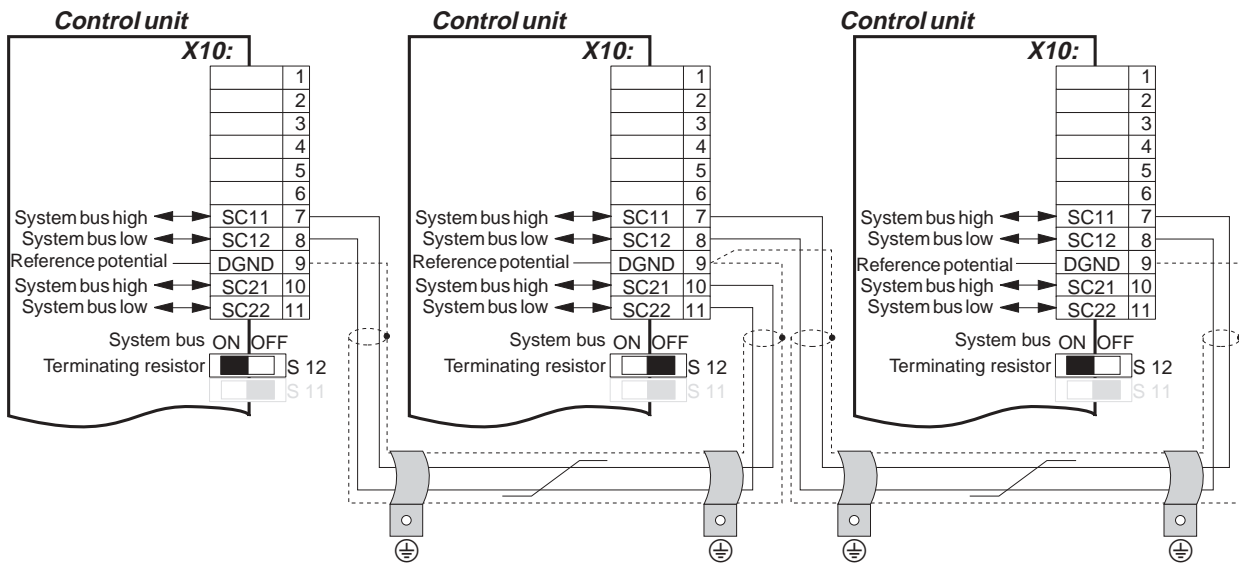 Control unit
X10:
1
2
3
4
5
6
System bus high SC11 7
System bus low SC12 8
Reference potential DGND 9
System bus high SC21 10
System bus low SC22 11
System bus ON OFF
Terminating resistor S 12
S 11
Control unit
X10:
1
2
3
4
5
6
System bus high SC11 7
System bus low SC12 8
Reference potential DGND 9
System bus high SC21 10
System bus low SC22 11
System bus ON OFF
Terminating resistor S 12
S 11
Control unit
X10:
1
2
3
4
5
6
System bus high SC11 7
System bus low SC12 8
Reference potential DGND 9
System bus high SC21 10
System bus low SC22 11
System bus ON OFF
Terminating resistor S 12
S 11